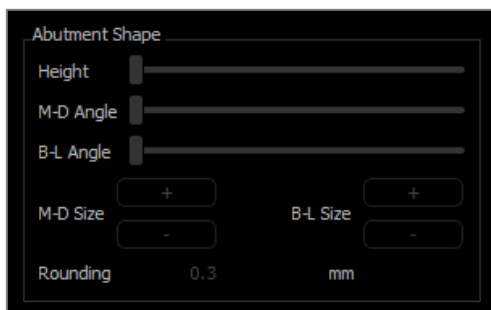 Abutment Shape
Height
M-D Angle
B-L Angle
+ +
M-D Size B-L Size
- -
Rounding 0.3 mm